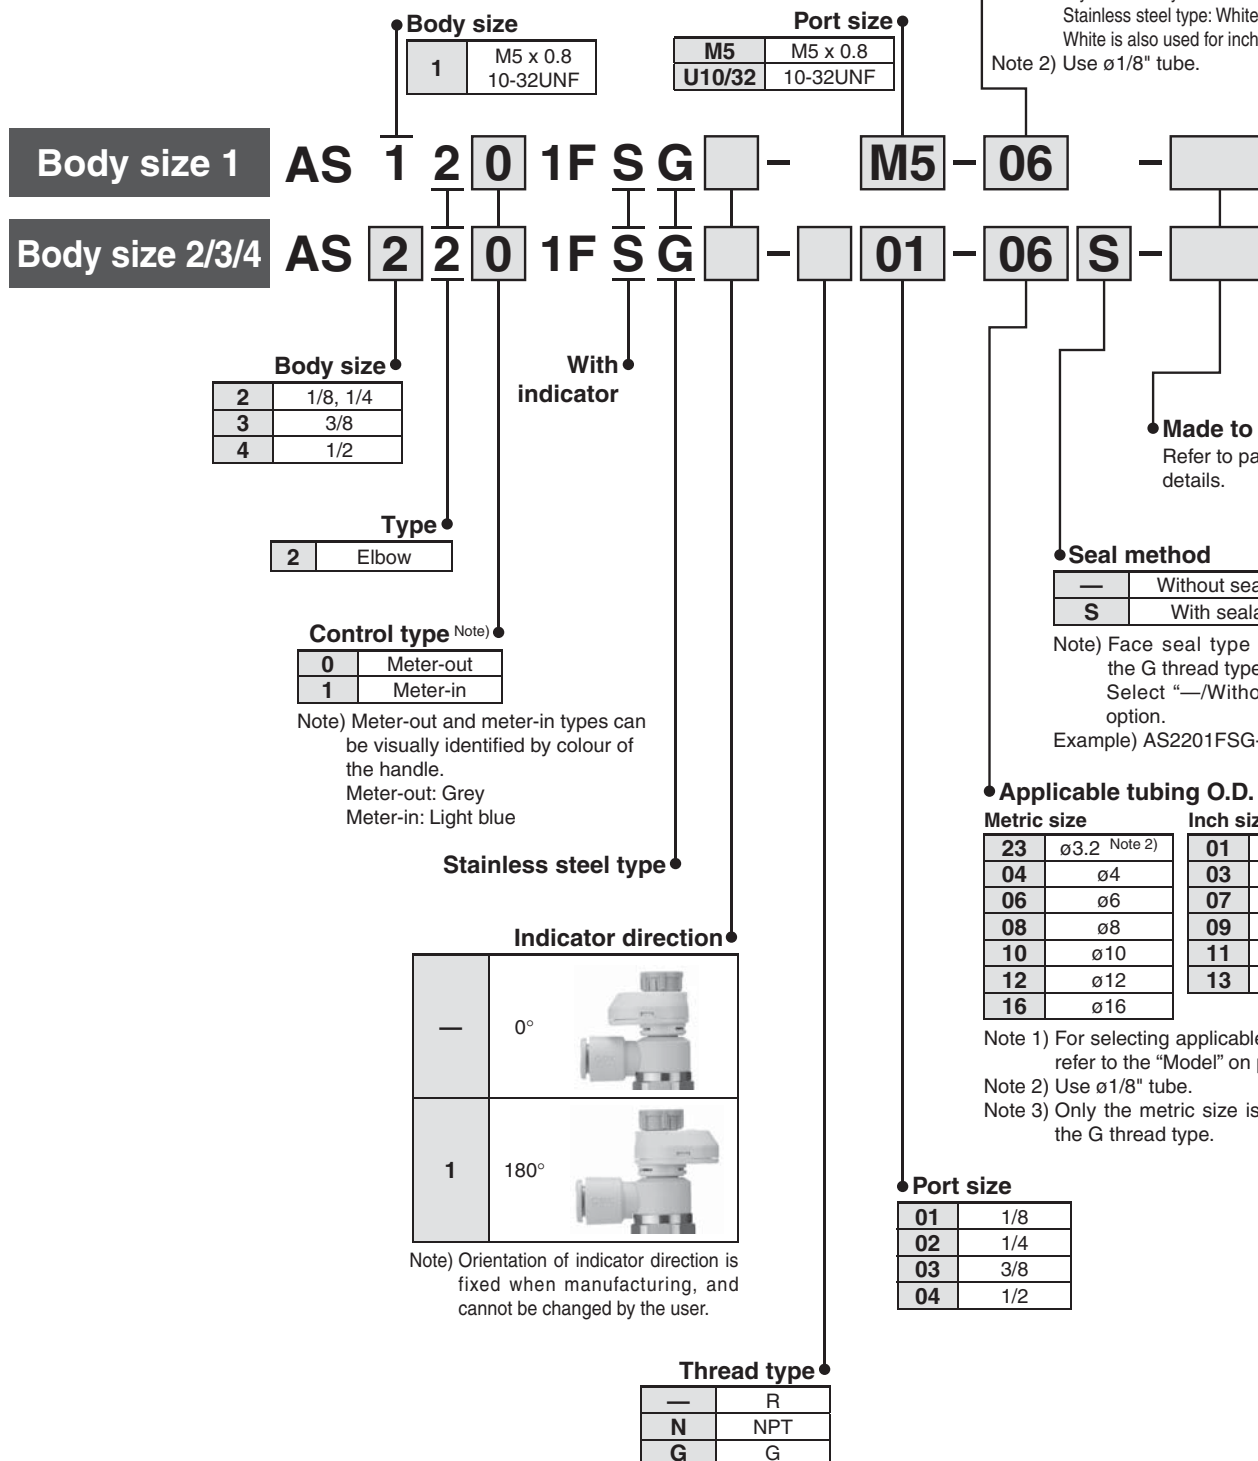 Body size
1
M5 x 0.8
10-32UNF
Port size
M5 M5 x 0.8
U10/32 10-32UNF
Stainless steel type: White
White is also used for inch
Note 2) Use ø1/8" tube.
Body size 1 AS 1 2 0 1F S G – M5 – 06 –
Body size 2/3/4 AS 2 2 0 1F S G – 01 – 06 S –
Body size
2 1/8, 1/4
3 3/8
4 1/2
With
indicator
Made to
Refer to
details.
Type
2 Elbow
Seal method
— Without
S With
Note) Face seal type
the G thread type
Select “—/
option.
Example) AS2201FSG-
Control type Note)
0 Meter-out
1 Meter-in
Note) Meter-out and meter-in types can
be visually identified by colour of
the handle.
Meter-out: Grey
Meter-in: Light blue
Stainless steel type
Applicable tubing O.D.
Metric size
23 ø3.2 Note 2)
04 ø4
06 ø6
08 ø8
10 ø10
12 ø12
16 ø16
Inch
01
03
07
09
11
13
Note 1) For selecting applicable
refer to the “Model” on
Note 2) Use ø1/8" tube.
Note 3) Only the metric size is
the G thread type.
Indicator direction
— 0°
1 180°
Note) Orientation of indicator direction is
fixed when manufacturing, and
cannot be changed by the user.
Port size
01 1/8
02 1/4
03 3/8
04 1/2
Thread type
— R
N NPT
G G